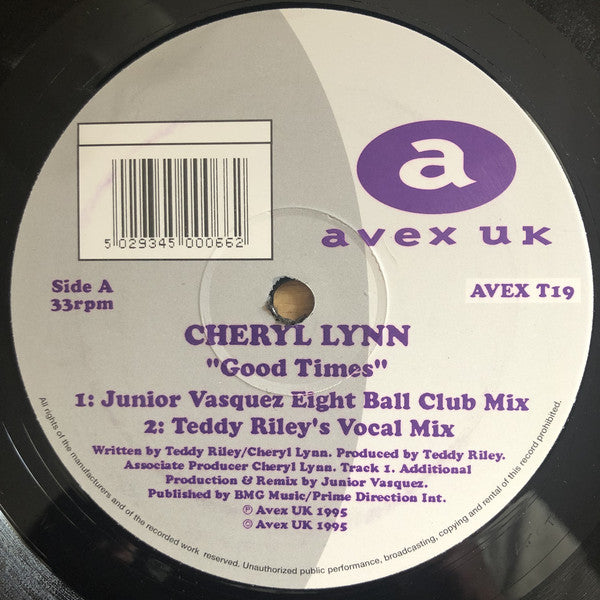 a
avex uk
5 029345 000662
Side A
33rpm
AVEX T19
CHERYL LYNN
"Good Times"
1: Junior Vasquez Eight Ball Club Mix
2: Teddy Riley's Vocal Mix
Written by Teddy Riley/Cheryl Lynn. Produced by Teddy Riley.
Associate Producer Cheryl Lynn. Track 1. Additional
Production & Remix by Junior Vasquez.
Published by BMG Music/Prime Direction Int.
Ⓟ Avex UK 1995
© Avex UK 1995
All rights of the manufacturers and of the recorded work reserved. Unauthorized public performance, broadcasting, copying and rental of this record prohibited.